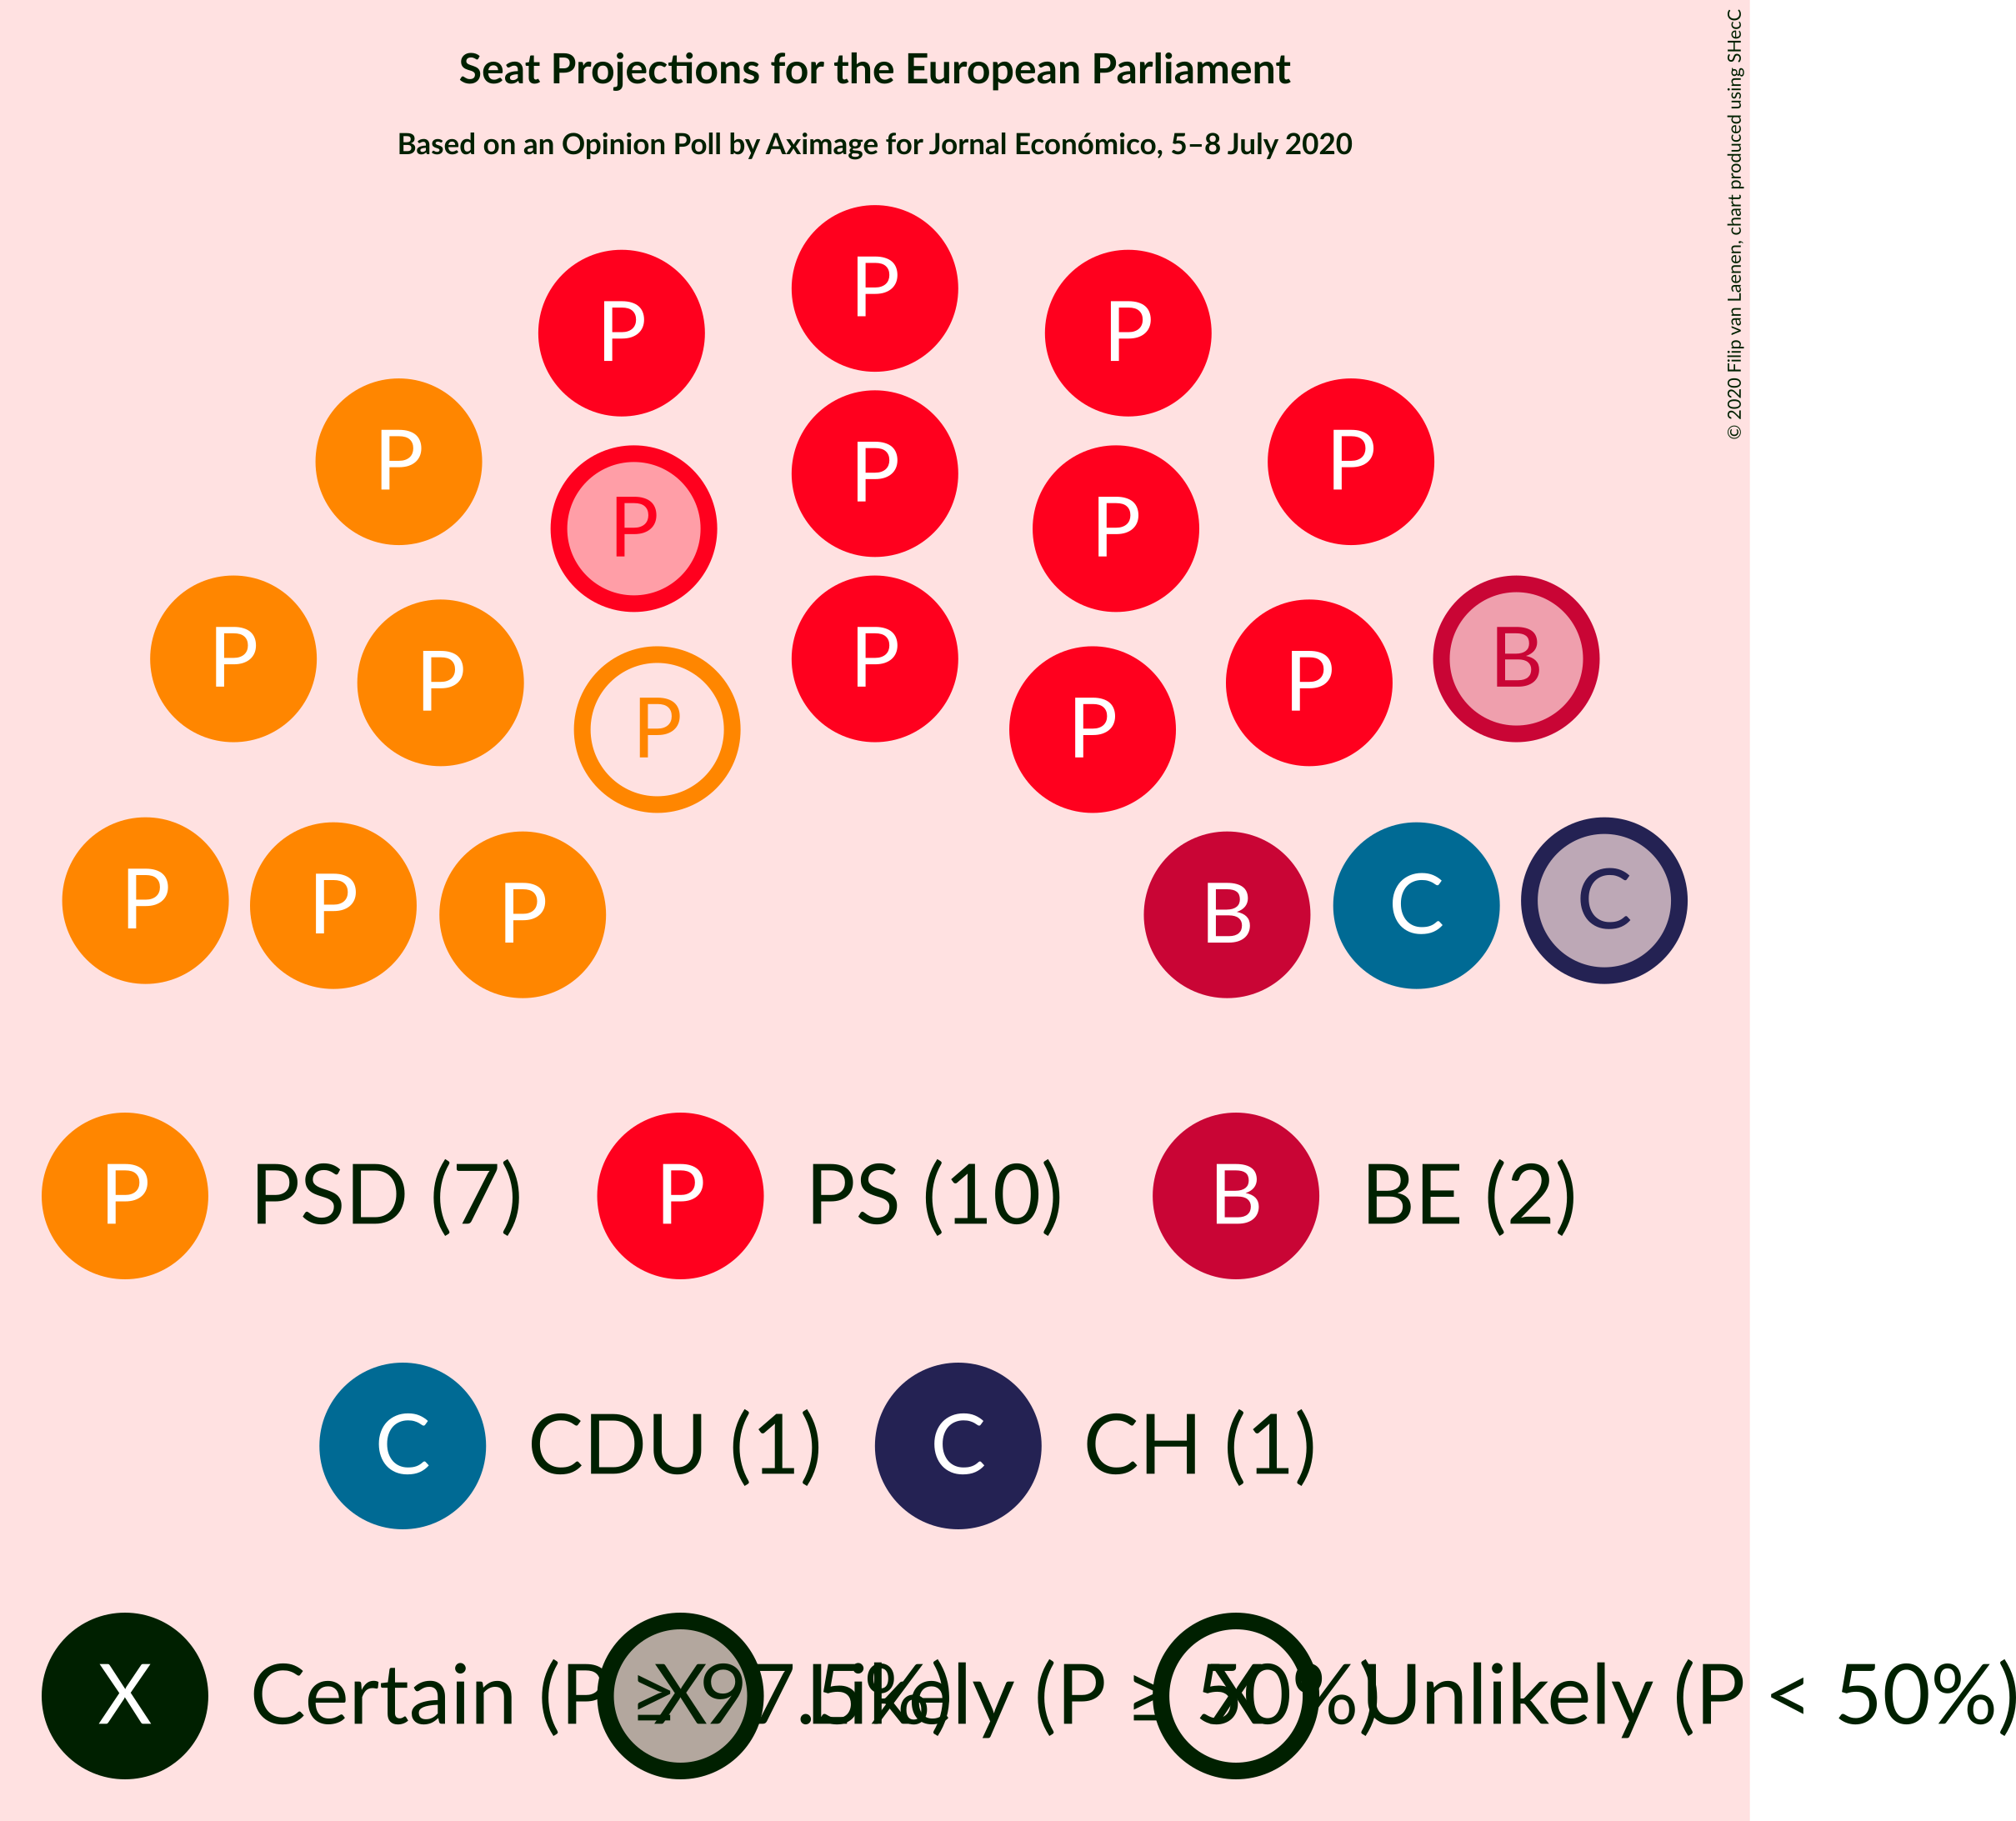 Seat Projections for the European Parliament
Based on an Opinion Poll by Aximage for Jornal Económico, 5–8 July 2020
© 2020 Filip van Laenen, chart produced using SHecC
P
P P
P P P
P P
P P P P P P B
P P P B C C
P PSD (7) P PS (10) B BE (2)
C CDU (1) C CH (1)
X Certain (P ≥ 97.5%) X Likely (P ≥ 50%) X Unlikely (P < 50%)